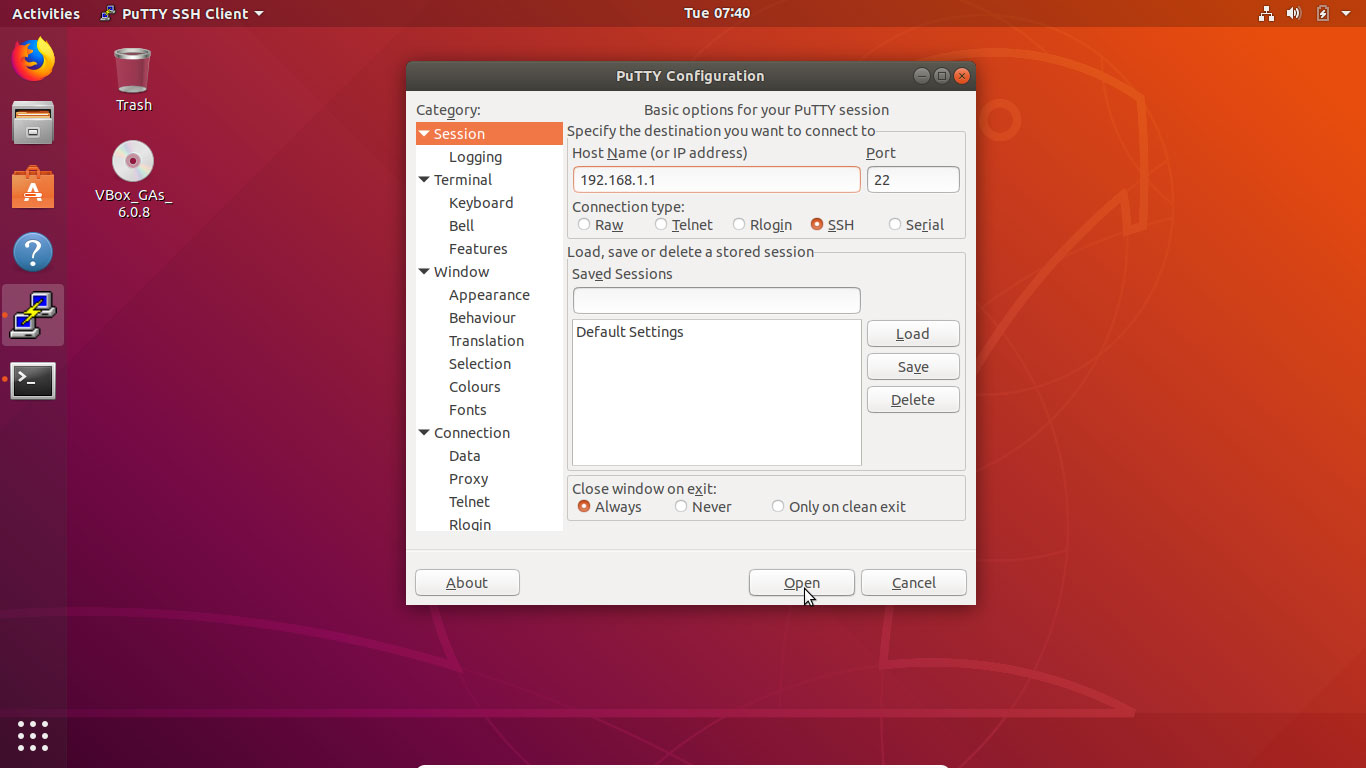 Activities PuTTY SSH Client Tue 07:40
Trash
VBox_GAs_
6.0.8
PuTTY Configuration
Category:
Session
Logging
Terminal
Keyboard
Bell
Features
Window
Appearance
Behaviour
Translation
Selection
Colours
Fonts
Connection
Data
Proxy
Telnet
Rlogin
Basic options for your PuTTY session
Specify the destination you want to connect to
Host Name (or IP address) Port
192.168.1.1 22
Connection type:
Raw Telnet Rlogin SSH Serial
Load, save or delete a stored session
Saved Sessions
Default Settings
Load
Save
Delete
Close window on exit:
Always Never Only on clean exit
About Open Cancel